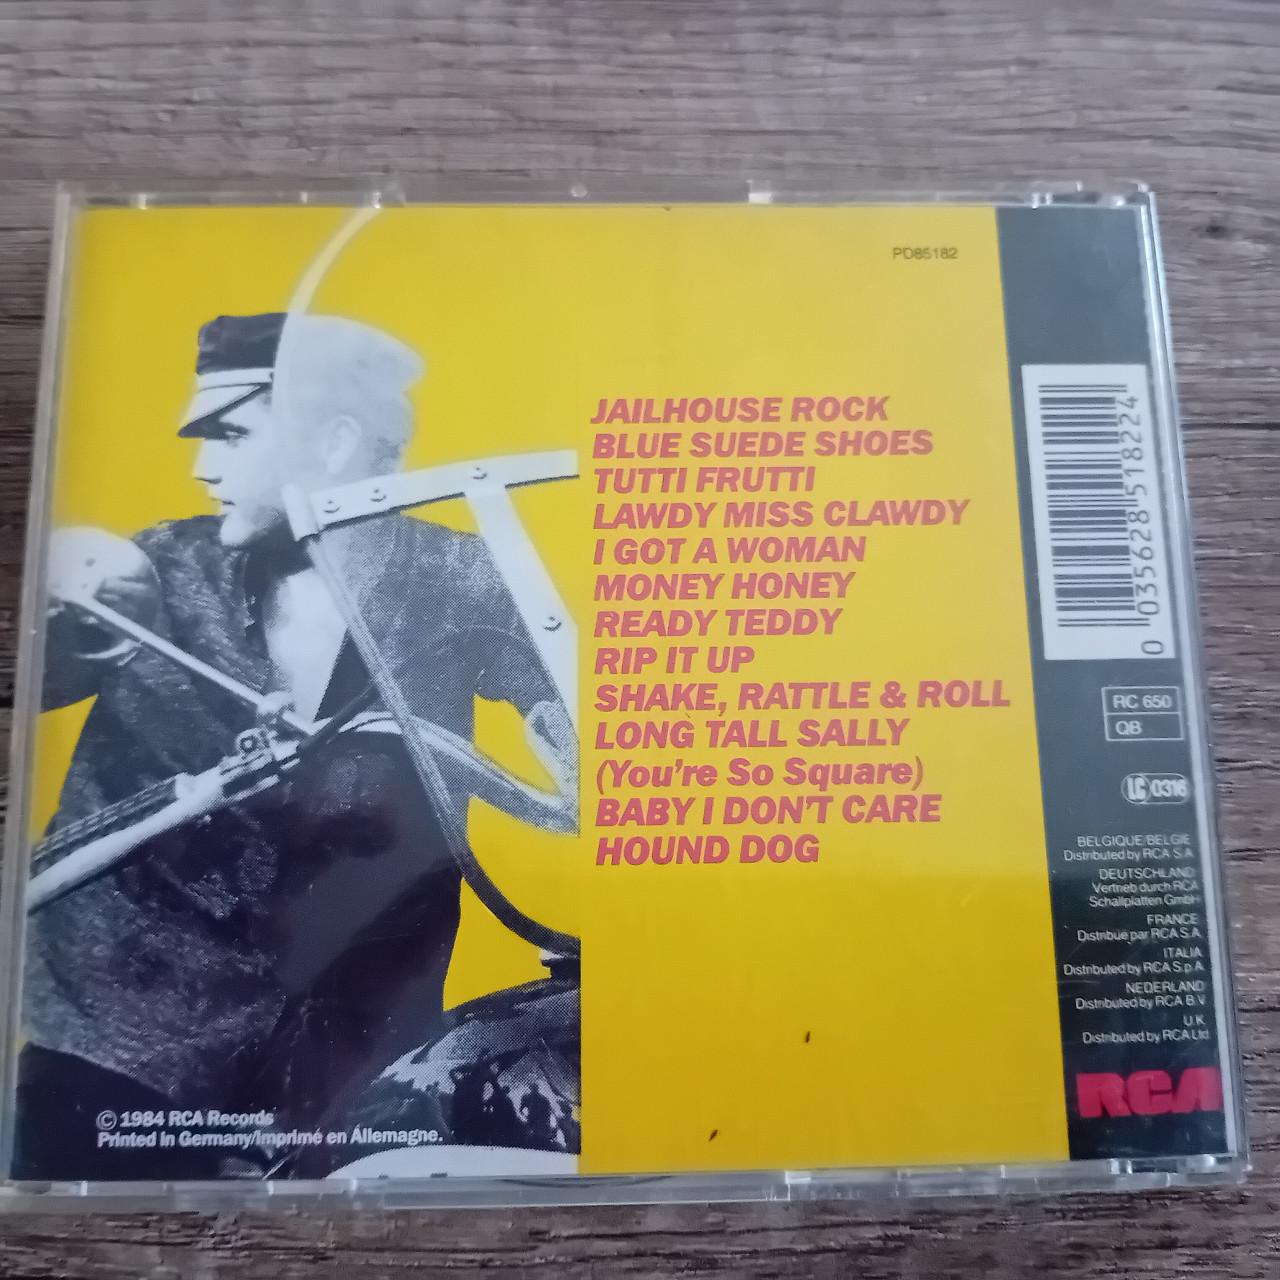 PD85182
JAILHOUSE ROCK
BLUE SUEDE SHOES
TUTTI FRUTTI
LAWDY MISS CLAWDY
I GOT A WOMAN
MONEY HONEY
READY TEDDY
RIP IT UP
SHAKE, RATTLE & ROLL
LONG TALL SALLY
(You're So Square)
BABY I DON'T CARE
HOUND DOG
© 1984 RCA Records
Printed in Germany/Imprimé en Allemagne.
0 035628 518224
RC 650
QB
LC 0316
BELGIQUE/BELGIE
Distributed by RCA S.A.
DEUTSCHLAND
Vertrieb durch RCA
Schallplatten GmbH
FRANCE
Distribué par RCA S.A.
ITALIA
Distributed by RCA S.p.A.
NEDERLAND
Distributed by RCA B.V.
U.K.
Distributed by RCA Ltd
RCA